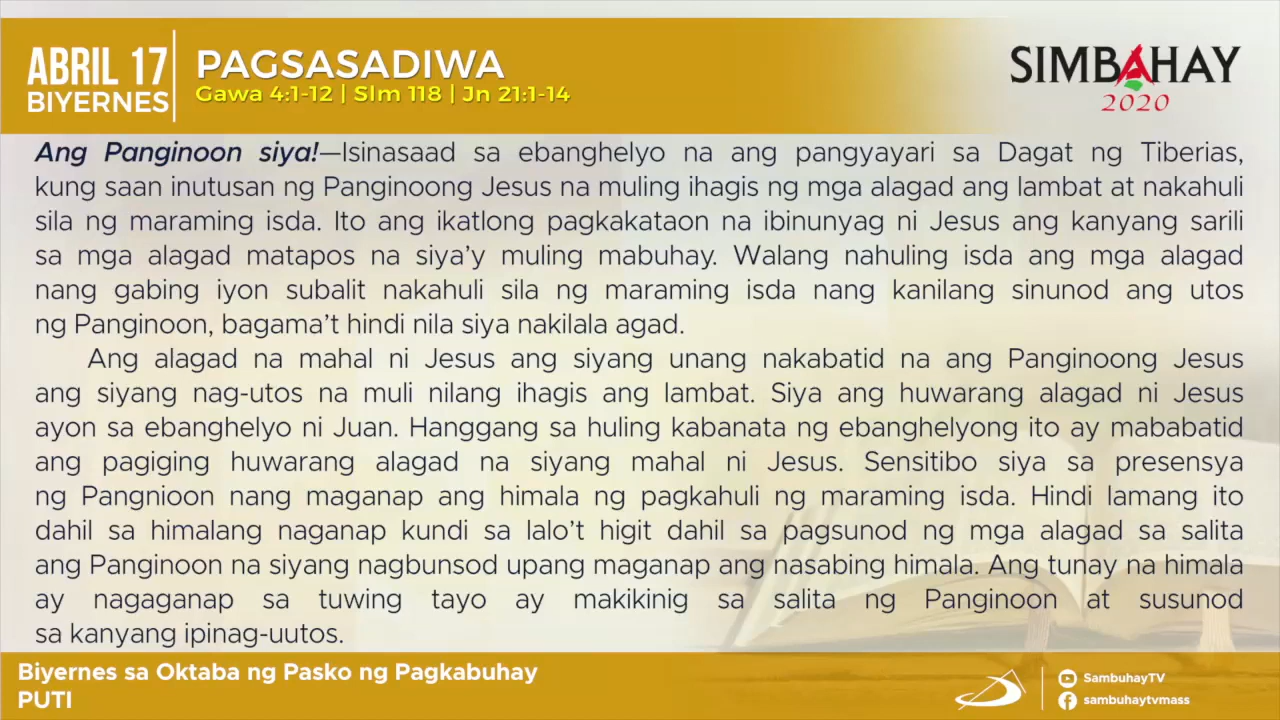 ABRIL 17
BIYERNES
PAGSASADIWA
Gawa 4:1-12 | Slm 118 | Jn 21:1-14
SIMBAHAY
2020
Ang Panginoon siya!—Isinasaad sa ebanghelyo na ang pangyayari sa Dagat ng Tiberias,
kung saan inutusan ng Panginoong Jesus na muling ihagis ng mga alagad ang lambat at nakahuli
sila ng maraming isda. Ito ang ikatlong pagkakataon na ibinunyag ni Jesus ang kanyang sarili
sa mga alagad matapos na siya’y muling mabuhay. Walang nahuling isda ang mga alagad
nang gabing iyon subalit nakahuli sila ng maraming isda nang kanilang sinunod ang utos
ng Panginoon, bagama’t hindi nila siya nakilala agad.
Ang alagad na mahal ni Jesus ang siyang unang nakabatid na ang Panginoong Jesus
ang siyang nag-utos na muli nilang ihagis ang lambat. Siya ang huwarang alagad ni Jesus
ayon sa ebanghelyo ni Juan. Hanggang sa huling kabanata ng ebanghelyong ito ay mababatid
ang pagiging huwarang alagad na siyang mahal ni Jesus. Sensitibo siya sa presensya
ng Pangnioon nang maganap ang himala ng pagkahuli ng maraming isda. Hindi lamang ito
dahil sa himalang naganap kundi sa lalo’t higit dahil sa pagsunod ng mga alagad sa salita
ang Panginoon na siyang nagbunsod upang maganap ang nasabing himala. Ang tunay na himala
ay nagaganap sa tuwing tayo ay makikinig sa salita ng Panginoon at susunod
sa kanyang ipinag-uutos.
Biyernes sa Oktaba ng Pasko ng Pagkabuhay
PUTI
SambuhayTV
sambuhaytvmass